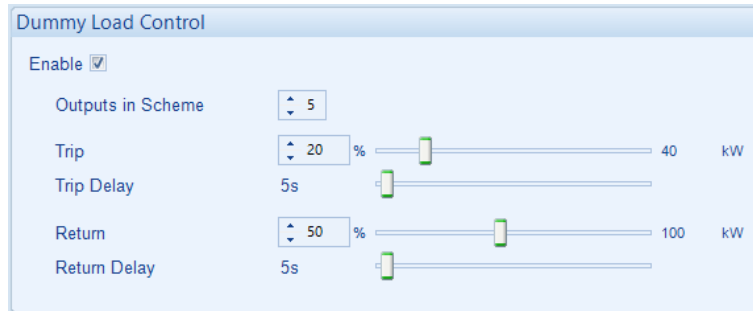 Dummy Load Control
Enable
Outputs in Scheme 5
Trip 20 % 40 kW
Trip Delay 5s
Return 50 % 100 kW
Return Delay 5s